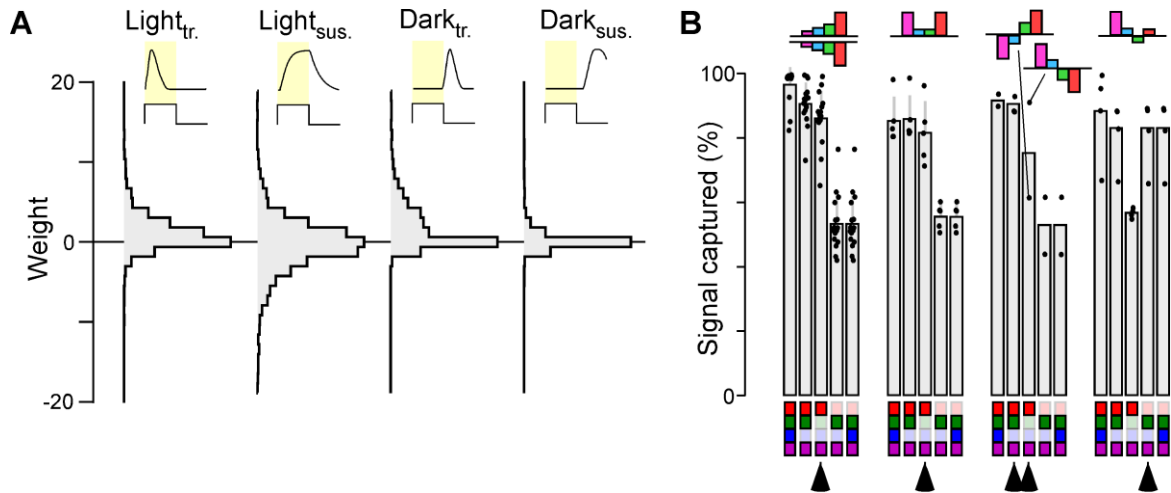 A
Light tr.
Light sus.
Dark tr.
Dark sus.
20
0
-20
Weight
B
100
0
Signal captured (%)